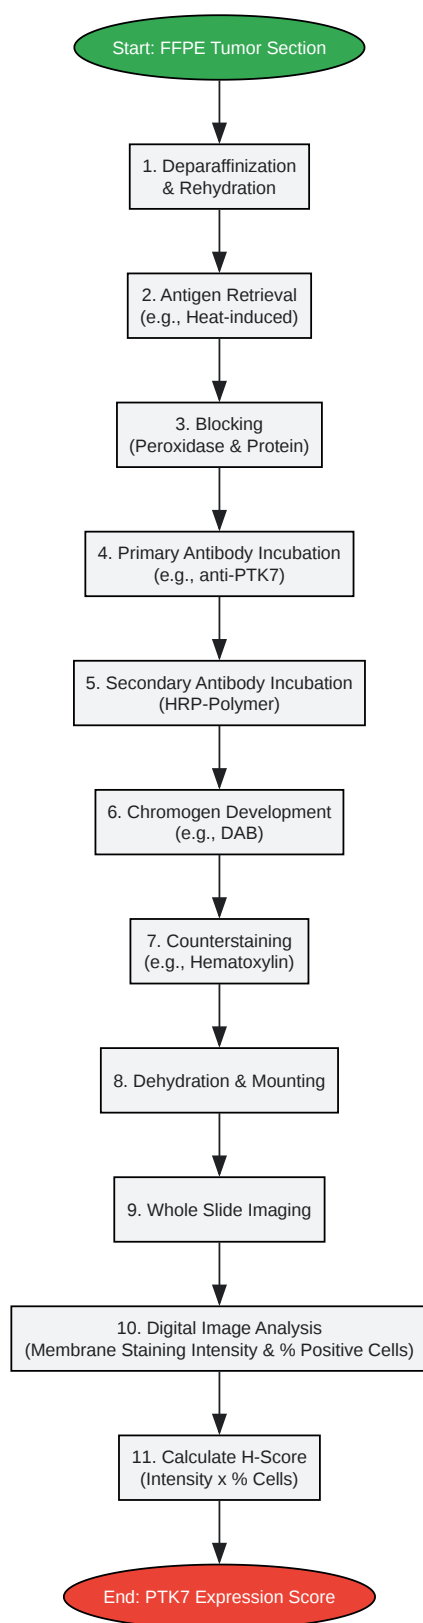 Start: FFPE Tumor Section
1. Deparaffinization
& Rehydration
2. Antigen Retrieval
(e.g., Heat-induced)
3. Blocking
(Peroxidase & Protein)
4. Primary Antibody Incubation
(e.g., anti-PTK7)
5. Secondary Antibody Incubation
(HRP-Polymer)
6. Chromogen Development
(e.g., DAB)
7. Counterstaining
(e.g., Hematoxylin)
8. Dehydration & Mounting
9. Whole Slide Imaging
10. Digital Image Analysis
(Membrane Staining Intensity & % Positive Cells)
11. Calculate H-Score
(Intensity x % Cells)
End: PTK7 Expression Score